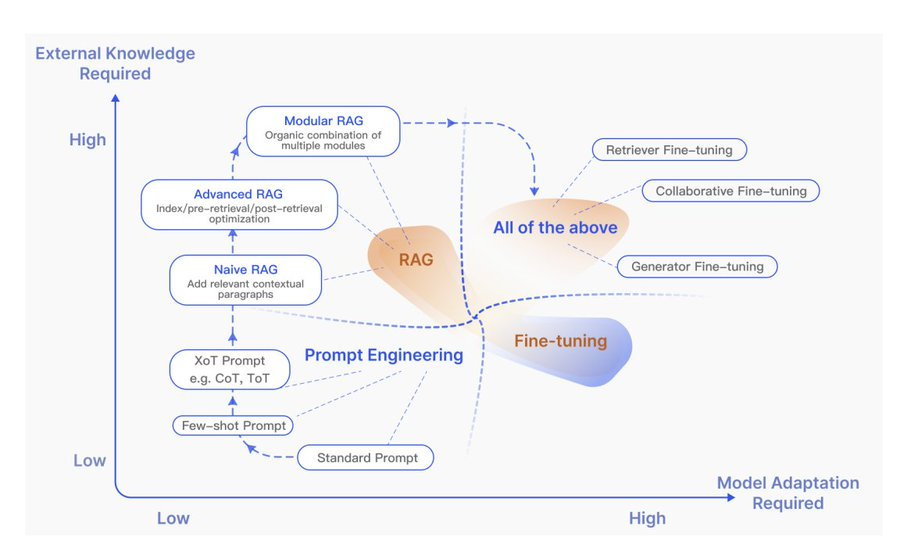 External Knowledge
Required
High
Modular RAG
Organic combination of
multiple modules
Retriever Fine-tuning
Advanced RAG
Index/pre-retrieval/post-retrieval
optimization
Collaborative Fine-tuning
All of the above
RAG
Naive RAG
Add relevant contextual
paragraphs
Generator Fine-tuning
Fine-tuning
Prompt Engineering
XoT Prompt
e.g. CoT, ToT
Few-shot Prompt
Standard Prompt
Low
Model Adaptation
Required
Low
High